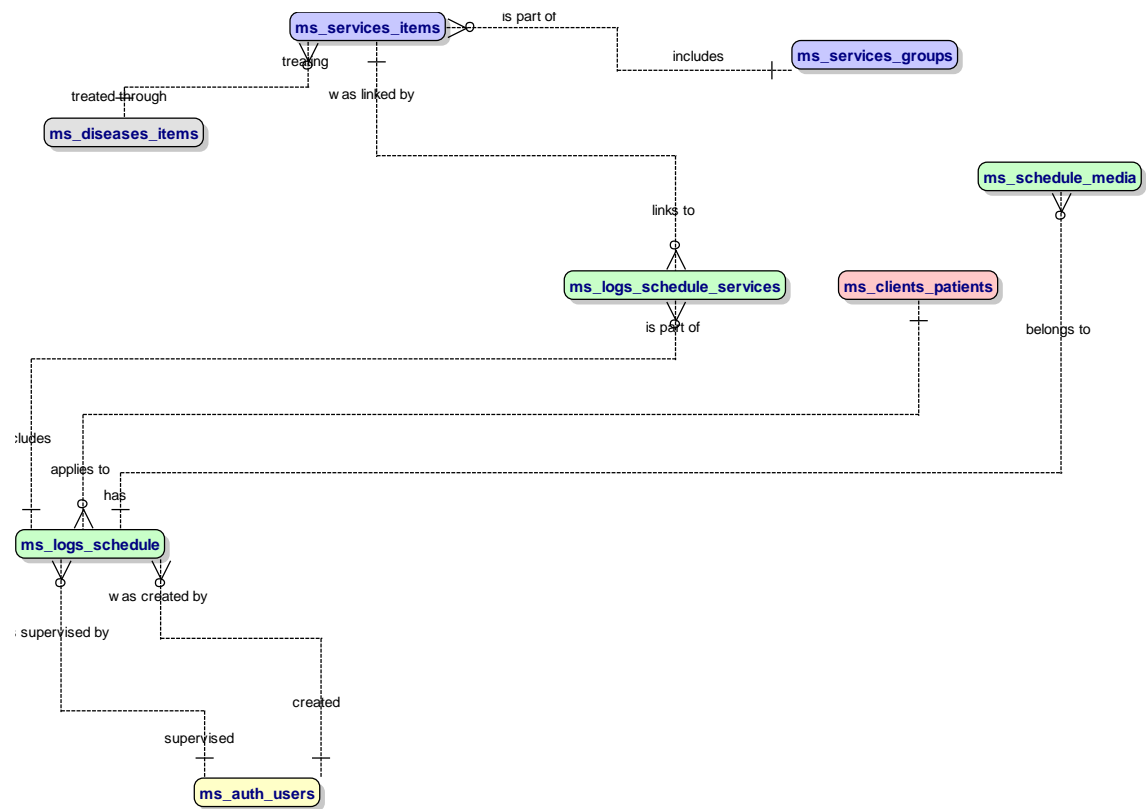 is part of
ms_services_items
includes
ms_services_groups
treating
treated through
was linked by
ms_diseases_items
ms_schedule_media
links to
ms_logs_schedule_services
ms_clients_patients
is part of
belongs to
cludes
applies to
has
ms_logs_schedule
was created by
supervised by
created
supervised
ms_auth_users